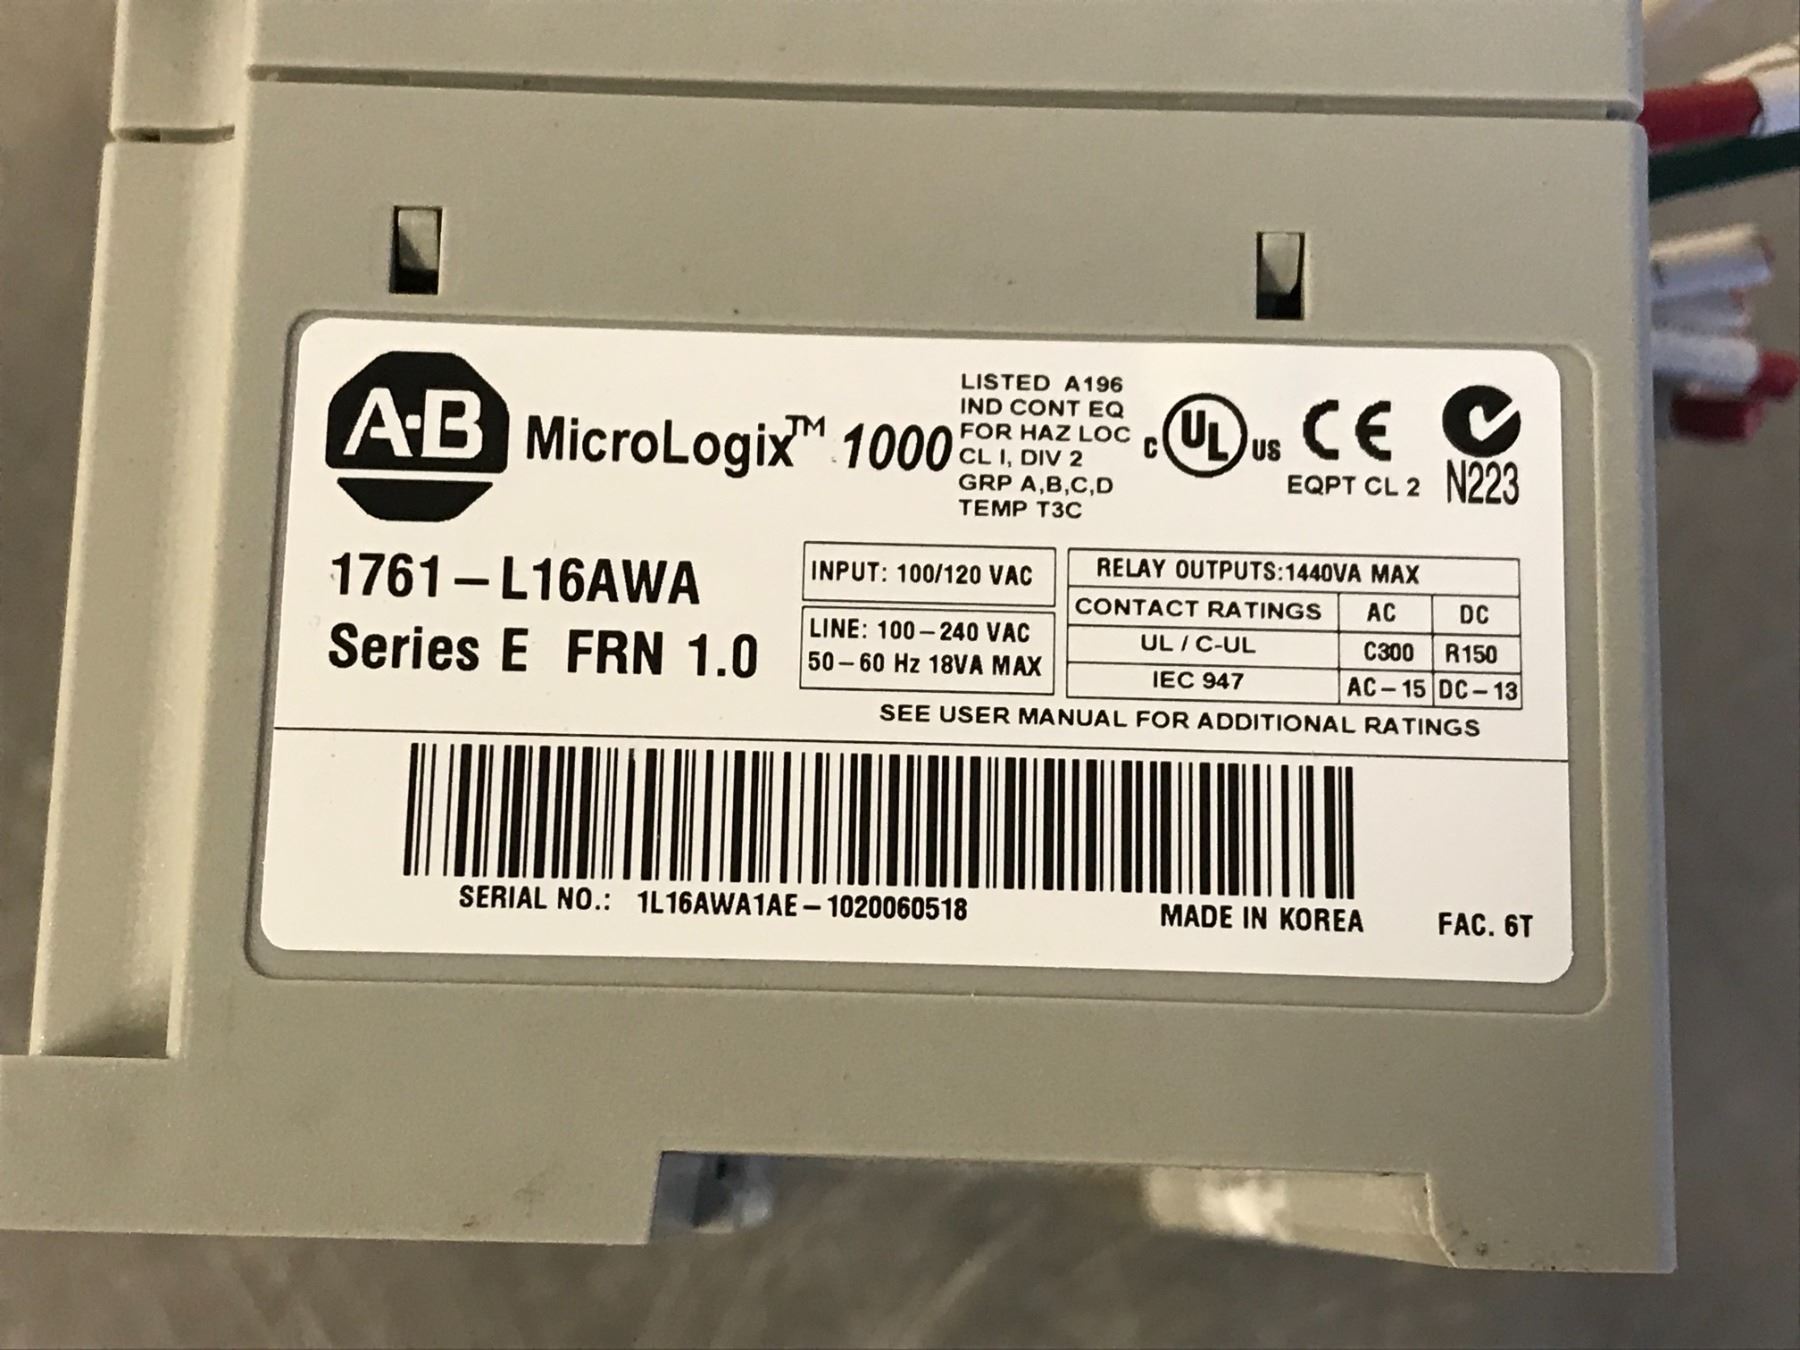 A-B MicroLogix™ 1000
LISTED A196
IND CONT EQ
FOR HAZ LOC
CL I, DIV 2
GRP A,B,C,D
TEMP T3C
C UL US
CE
EQPT CL 2
N223
1761-L16AWA
Series E FRN 1.0
INPUT: 100/120 VAC
LINE: 100-240 VAC
50-60 Hz 18VA MAX
RELAY OUTPUTS:1440VA MAX
CONTACT RATINGS AC DC
UL / C-UL C300 R150
IEC 947 AC-15 DC-13
SEE USER MANUAL FOR ADDITIONAL RATINGS
SERIAL NO.: 1L16AWA1AE-1020060518
MADE IN KOREA FAC. 6T